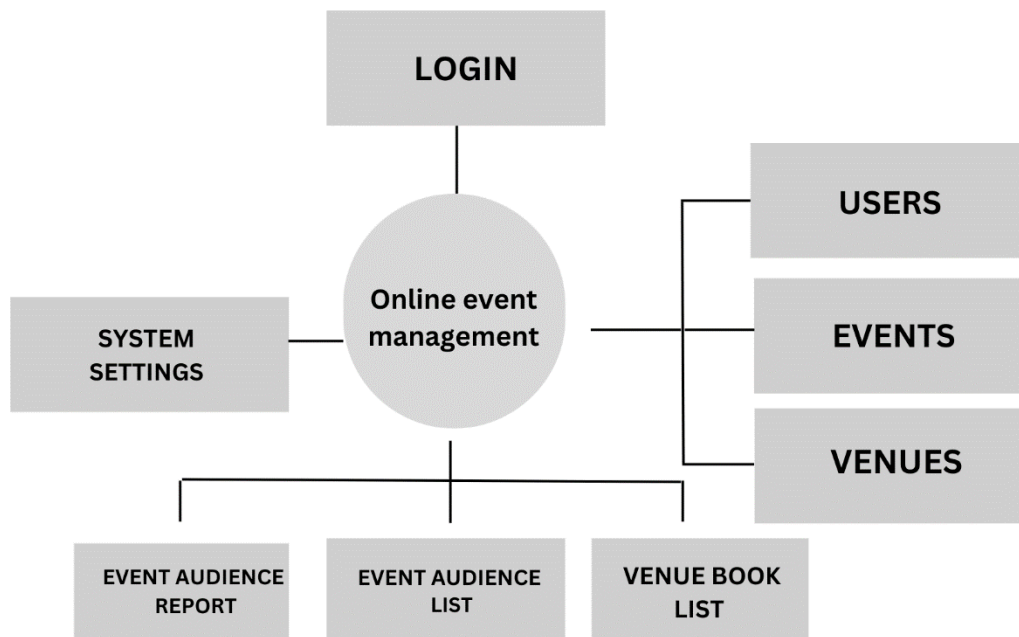 LOGIN
USERS
Online event
management
EVENTS
SYSTEM
SETTINGS
VENUES
EVENT AUDIENCE
REPORT
EVENT AUDIENCE
LIST
VENUE BOOK
LIST